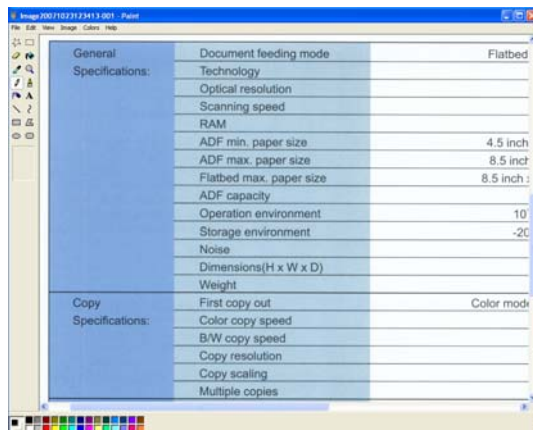 Image20071023123413-001 - Paint
File Edit View Image Colors Help
General Document feeding mode Flatbed
Specifications: Technology
Optical resolution
Scanning speed
RAM
ADF min. paper size 4.5 inch
ADF max. paper size 8.5 inch
Flatbed max. paper size 8.5 inch
ADF capacity
Operation environment 10
Storage environment -20
Noise
Dimensions(H x W x D)
Weight
Copy First copy out Color mode
Specifications: Color copy speed
B/W copy speed
Copy resolution
Copy scaling
Multiple copies